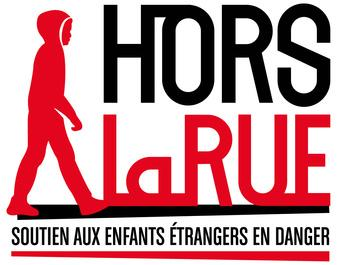 HORS
LaRUE
SOUTIEN AUX ENFANTS ÉTRANGERS EN DANGER